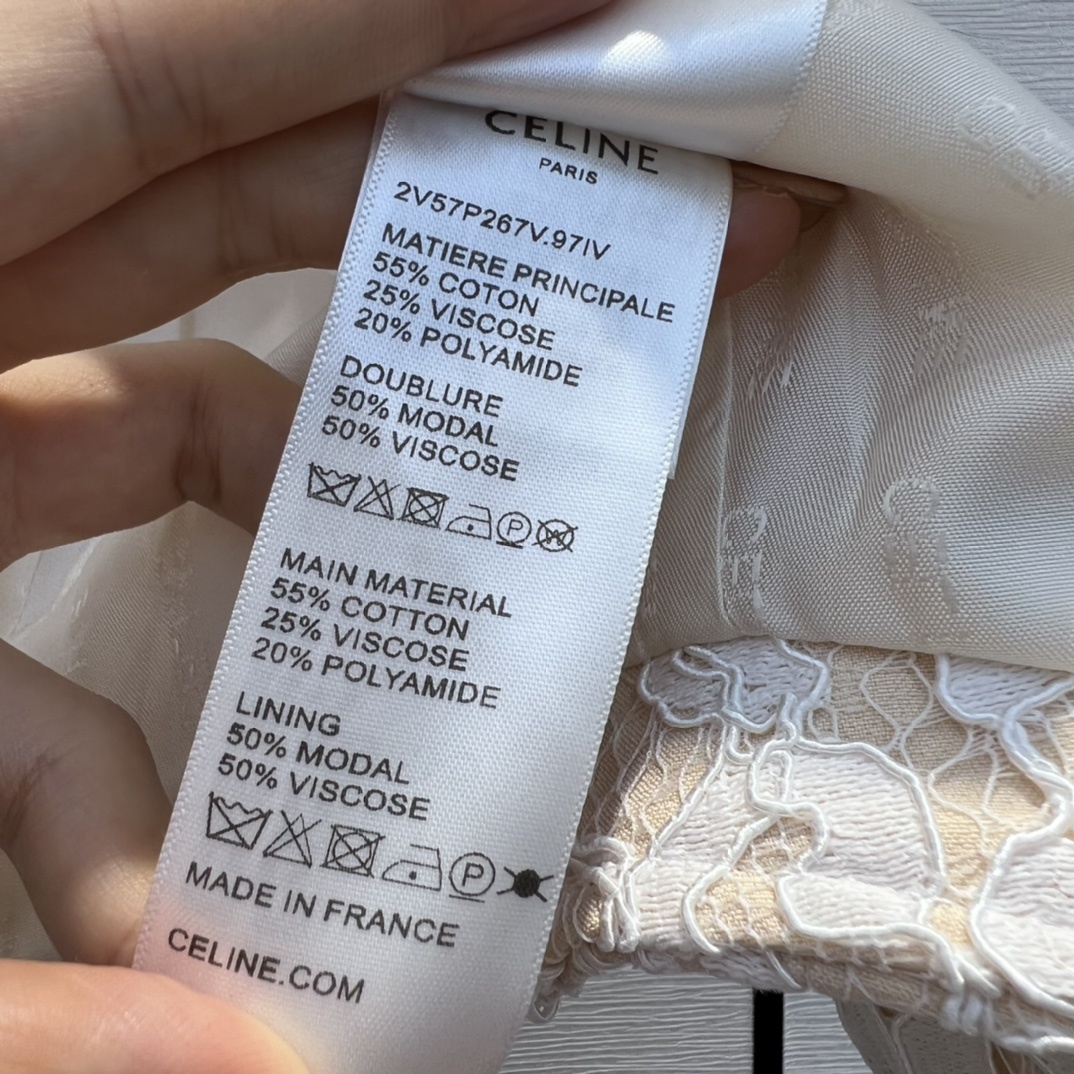 CELINE
PARIS
2V57P267V.97IV
MATIERE PRINCIPALE
55% COTON
25% VISCOSE
20% POLYAMIDE
DOUBLURE
50% MODAL
50% VISCOSE
P W
MAIN MATERIAL
55% COTTON
25% VISCOSE
20% POLYAMIDE
LINING
50% MODAL
50% VISCOSE
P
MADE IN FRANCE
CELINE.COM